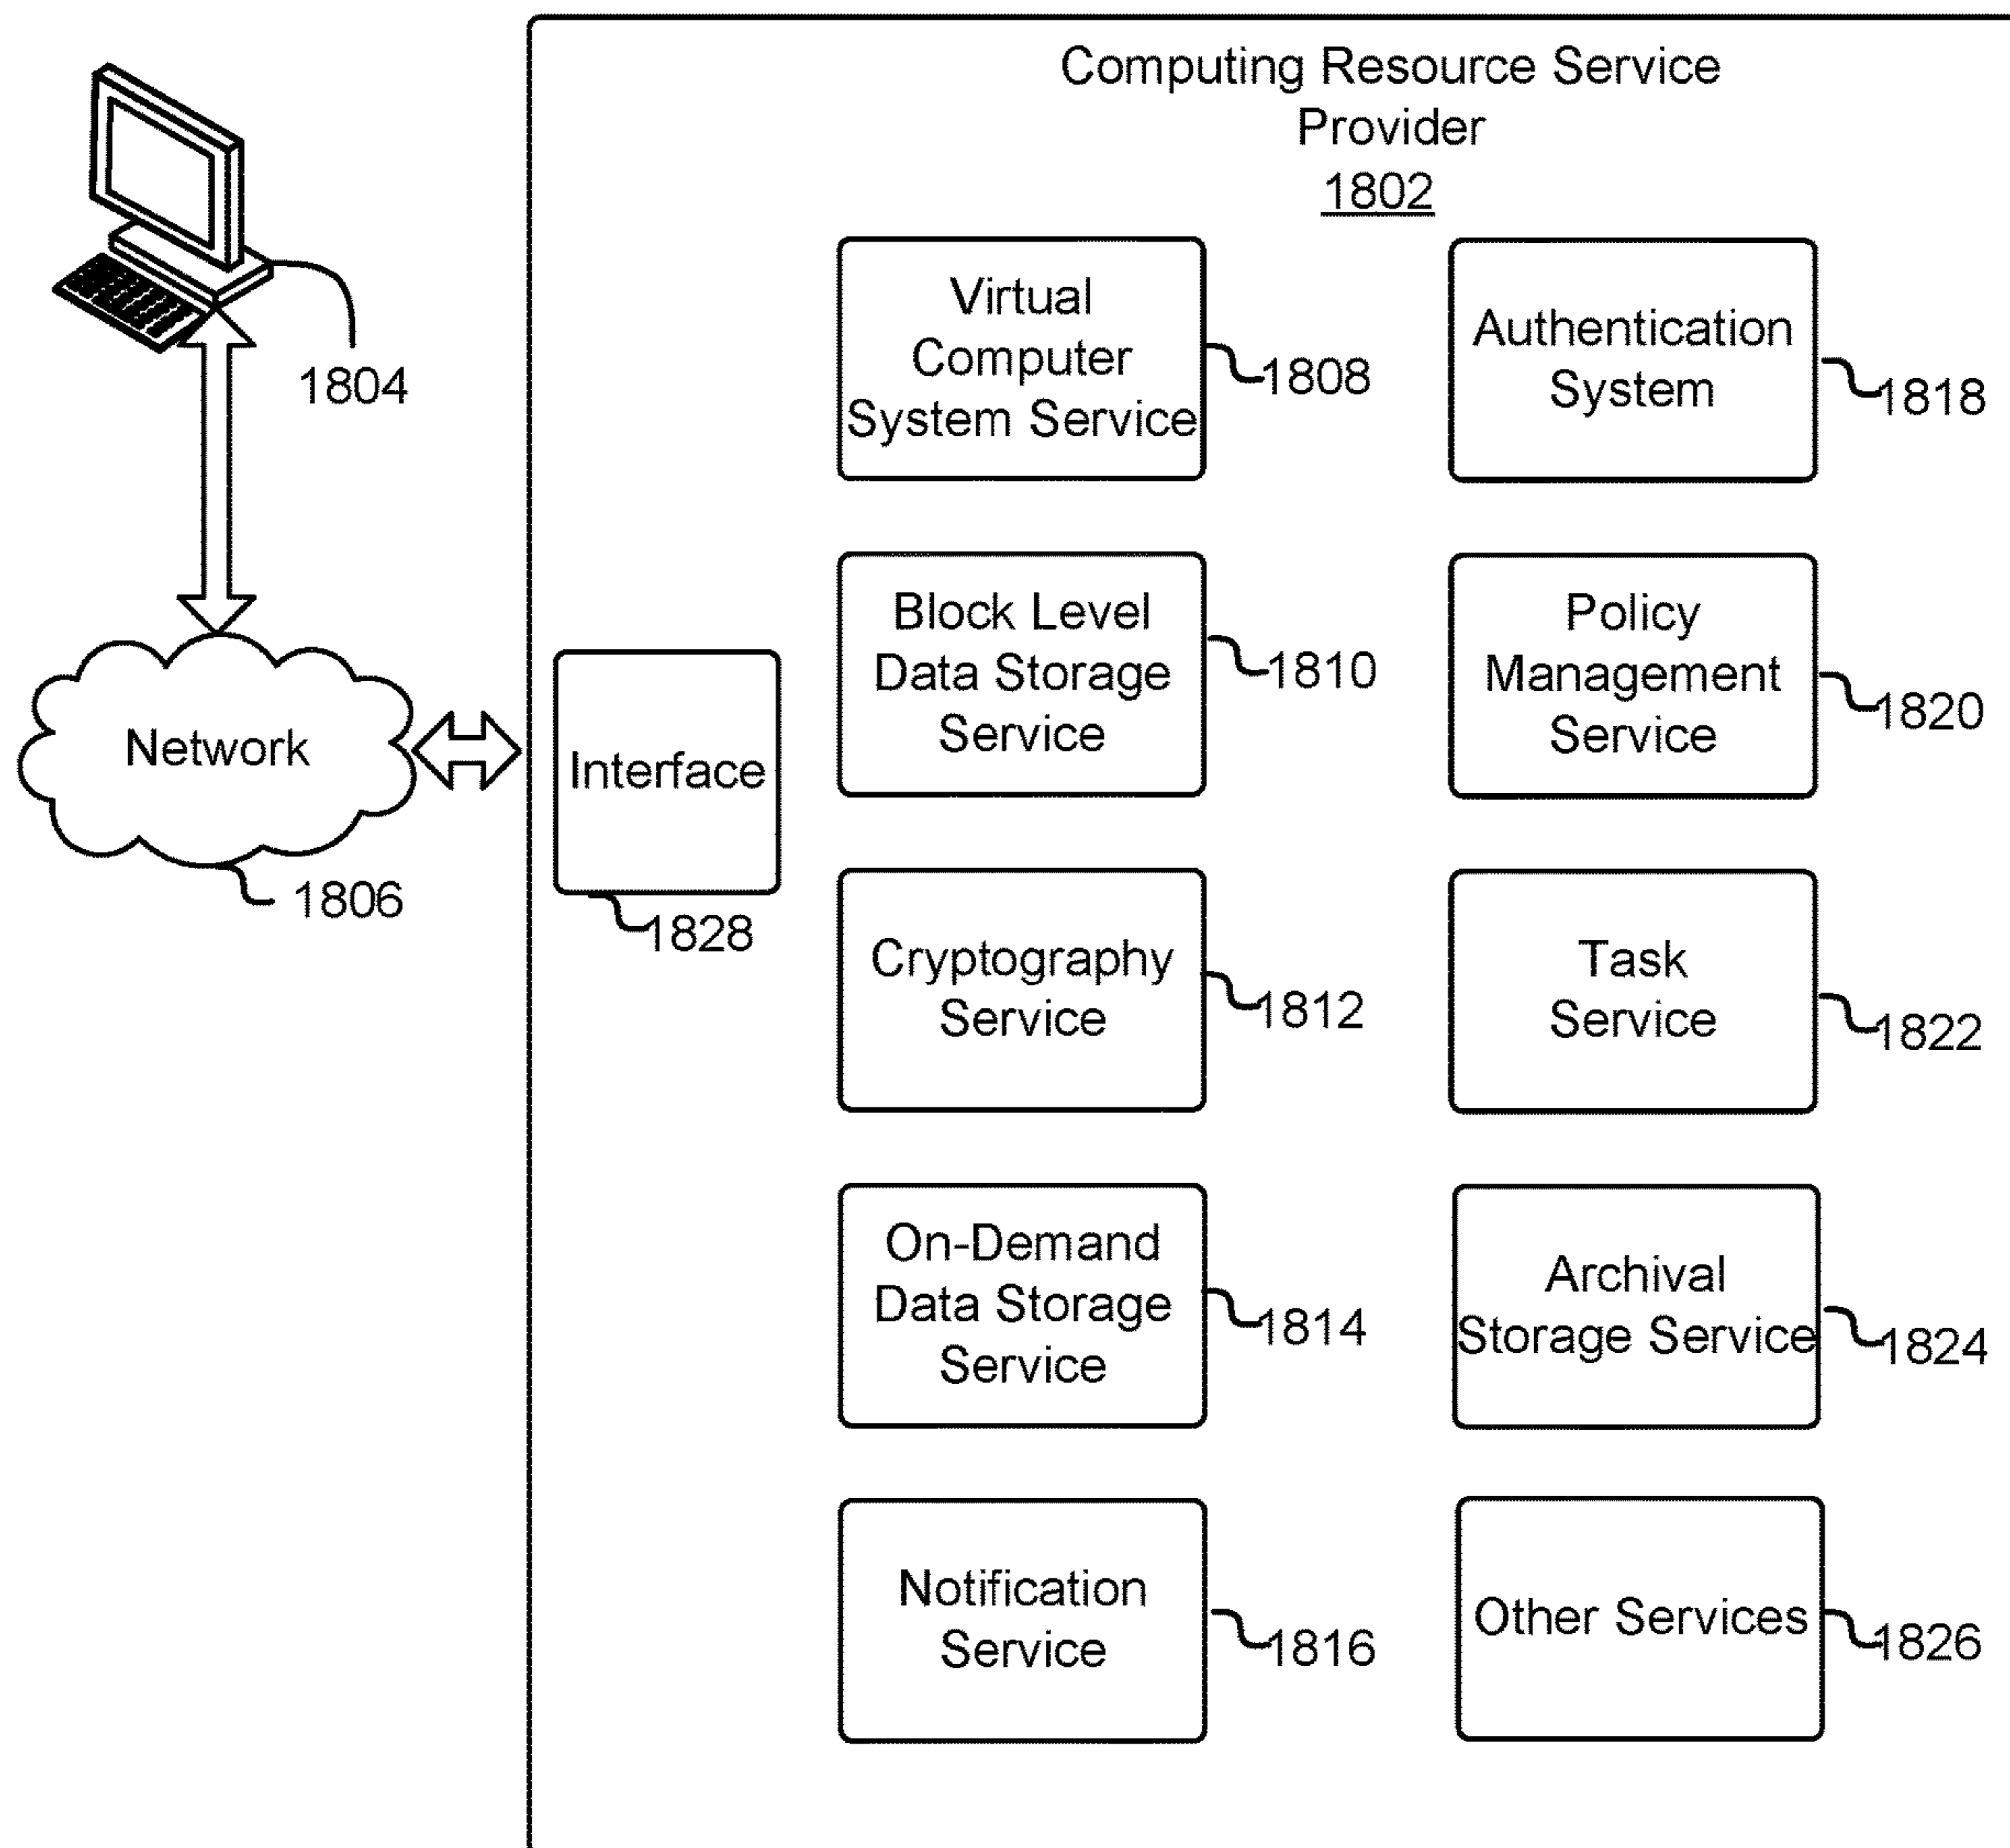 Computing Resource Service
Provider
1802
1804
Network
1806
Interface
1828
Virtual
Computer
System Service
1808
Authentication
System
1818
Block Level
Data Storage
Service
1810
Policy
Management
Service
1820
Cryptography
Service
1812
Task
Service
1822
On-Demand
Data Storage
Service
1814
Archival
Storage Service
1824
Notification
Service
1816
Other Services
1826